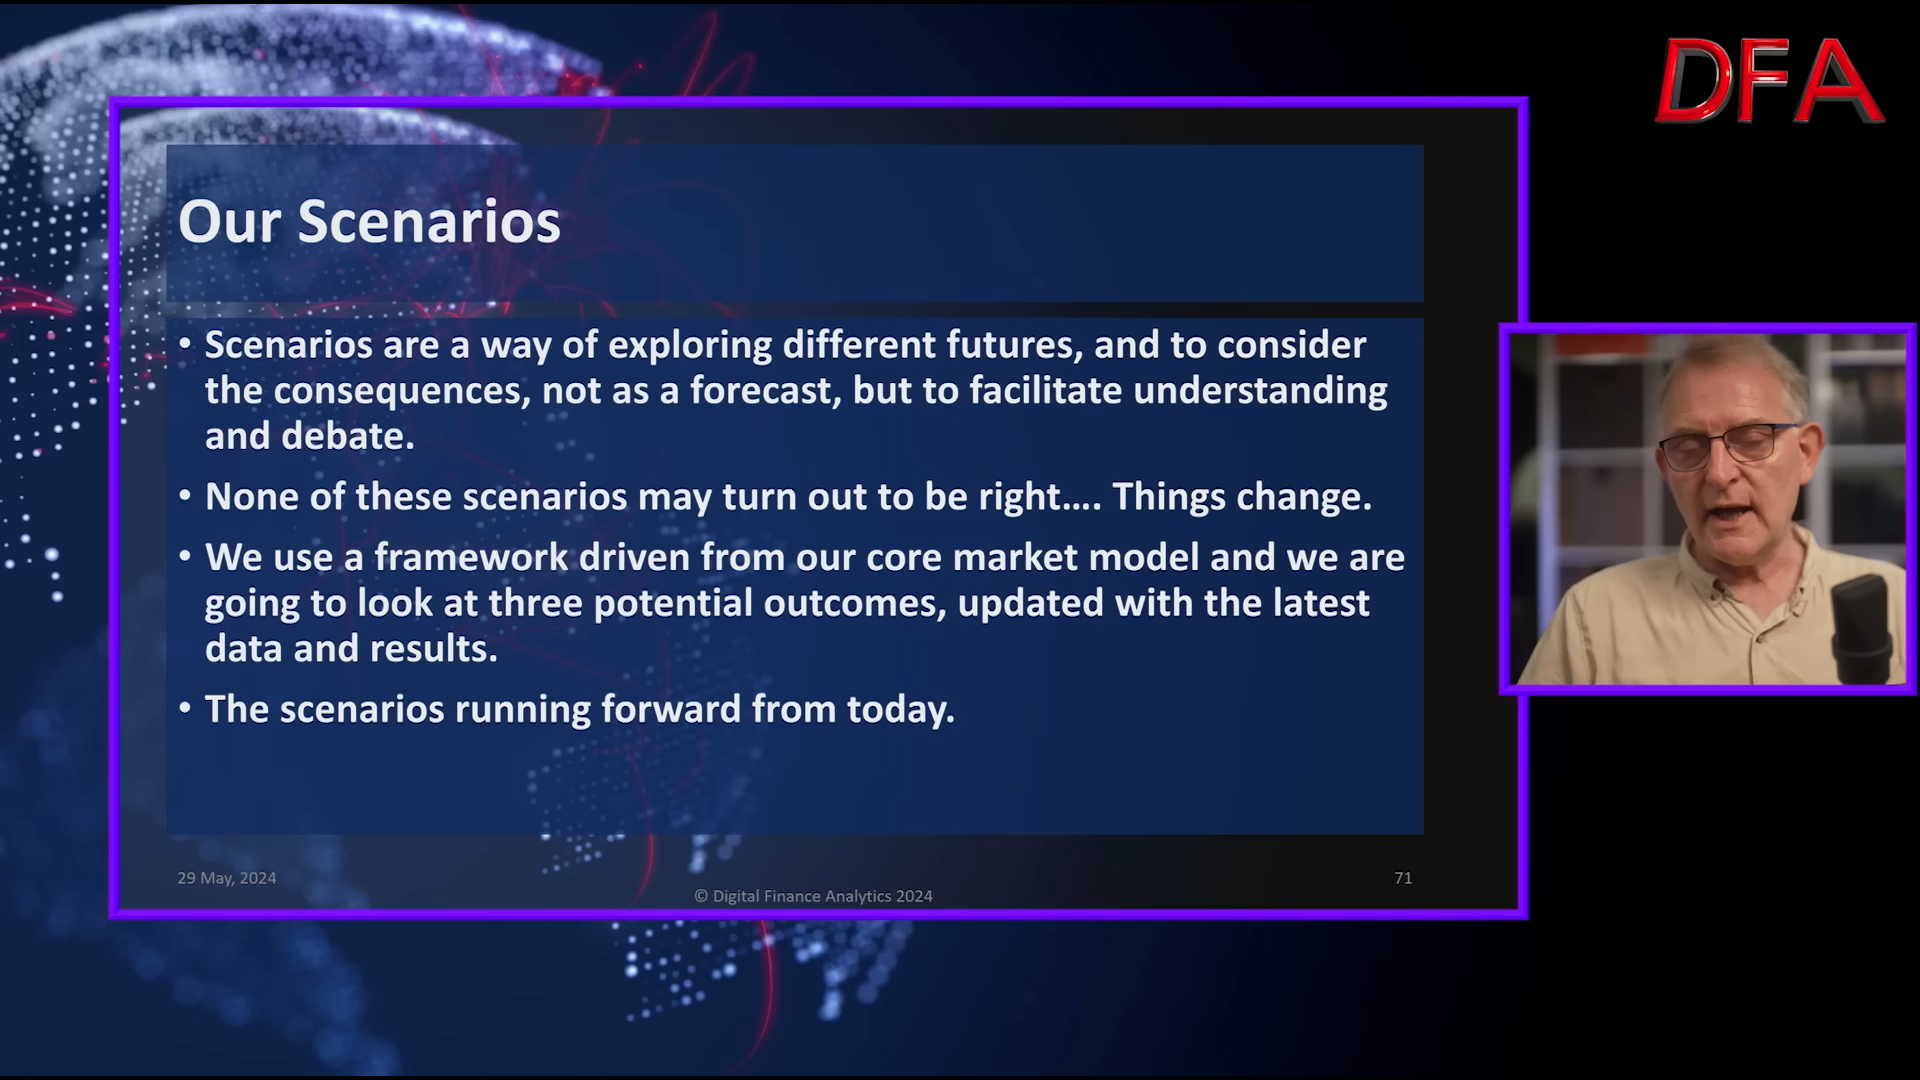 DFA
Our Scenarios
• Scenarios are a way of exploring different futures, and to consider
the consequences, not as a forecast, but to facilitate understanding
and debate.
• None of these scenarios may turn out to be right.... Things change.
• We use a framework driven from our core market model and we are
going to look at three potential outcomes, updated with the latest
data and results.
• The scenarios running forward from today.
29 May, 2024
© Digital Finance Analytics 2024
71